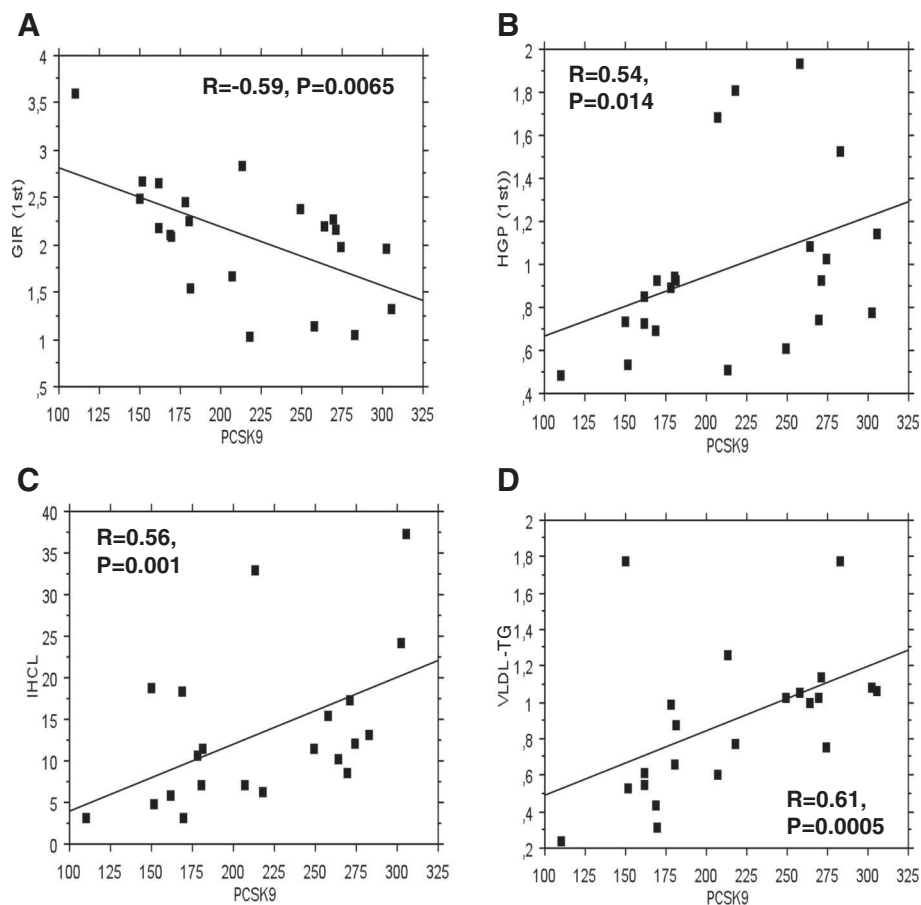 A
GIR (1st)
4
3,5
3
2,5
2
1,5
1
,5
R=-0.59, P=0.0065
100 125 150 175 200 225 250 275 300 325
PCSK9
B
HGP (1st))
2
1,8
1,6
1,4
1,2
1
,8
,6
,4
R=0.54,
P=0.014
100 125 150 175 200 225 250 275 300 325
PCSK9
C
IHCL
40
35
30
25
20
15
10
5
0
R=0.56,
P=0.001
100 125 150 175 200 225 250 275 300 325
PCSK9
D
VLDL-TG
2
1,8
1,6
1,4
1,2
1
,8
,6
,4
,2
R=0.61,
P=0.0005
100 125 150 175 200 225 250 275 300 325
PCSK9